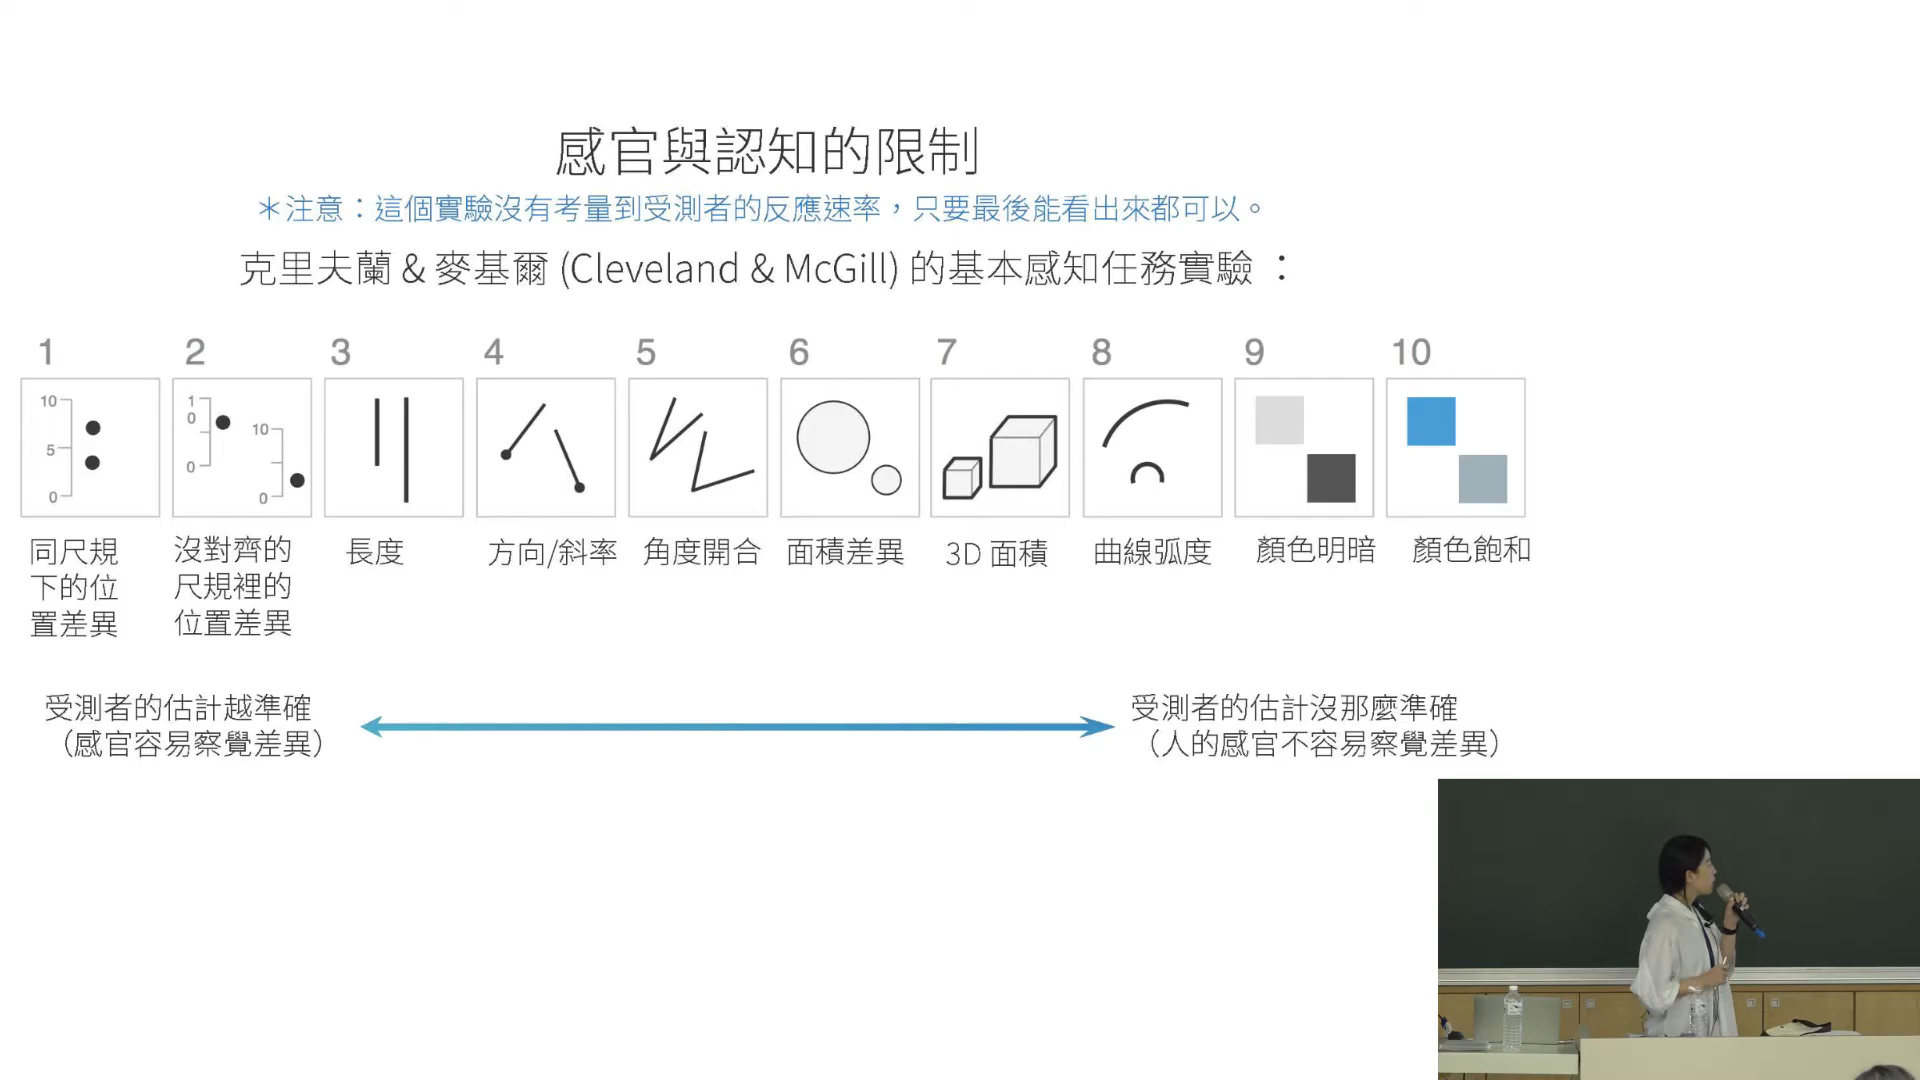 感官與認知的限制
＊注意：這個實驗沒有考量到受測者的反應速率，只要最後能看出來都可以。
克里夫蘭 & 麥基爾 (Cleveland & McGill) 的基本感知任務實驗 ：
1 2 3 4 5 6 7 8 9 10
10
5
0
1
0
0
10
0
同尺規
下的位
置差異
沒對齊的
尺規裡的
位置差異
長度
方向/斜率
角度開合
面積差異
3D 面積
曲線弧度
顏色明暗
顏色飽和
受測者的估計越準確
（感官容易察覺差異）
受測者的估計沒那麼準確
（人的感官不容易察覺差異）